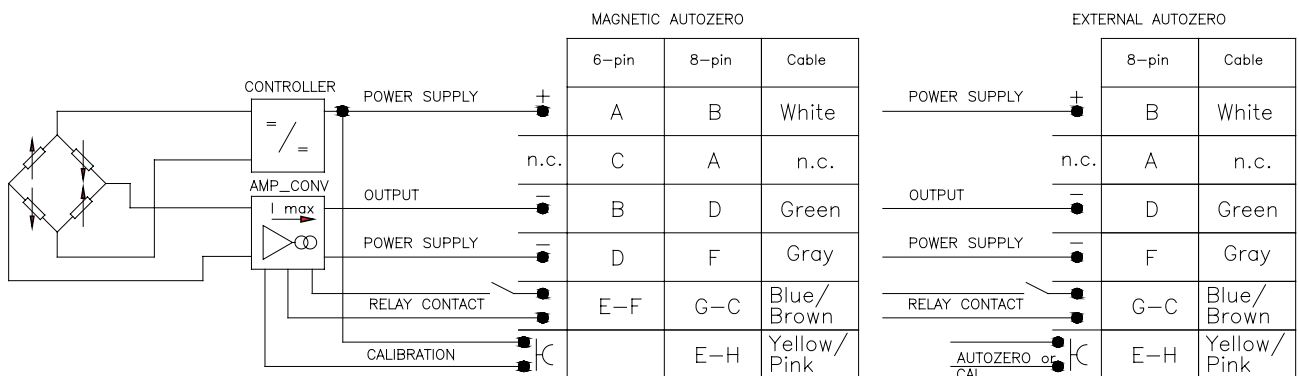 MAGNETIC AUTOZERO
EXTERNAL AUTOZERO
6-pin 8-pin Cable
8-pin Cable
CONTROLLER
= / =
POWER SUPPLY + A B White
POWER SUPPLY + B White
n.c. C A n.c.
n.c. A n.c.
AMP_CONV
I max
OUTPUT - B D Green
OUTPUT - D Green
POWER SUPPLY - D F Gray
POWER SUPPLY - F Gray
RELAY CONTACT E-F G-C Blue/
Brown
RELAY CONTACT G-C Blue/
Brown
CALIBRATION E-H Yellow/
Pink
AUTOZERO or
CAL
E-H Yellow/
Pink